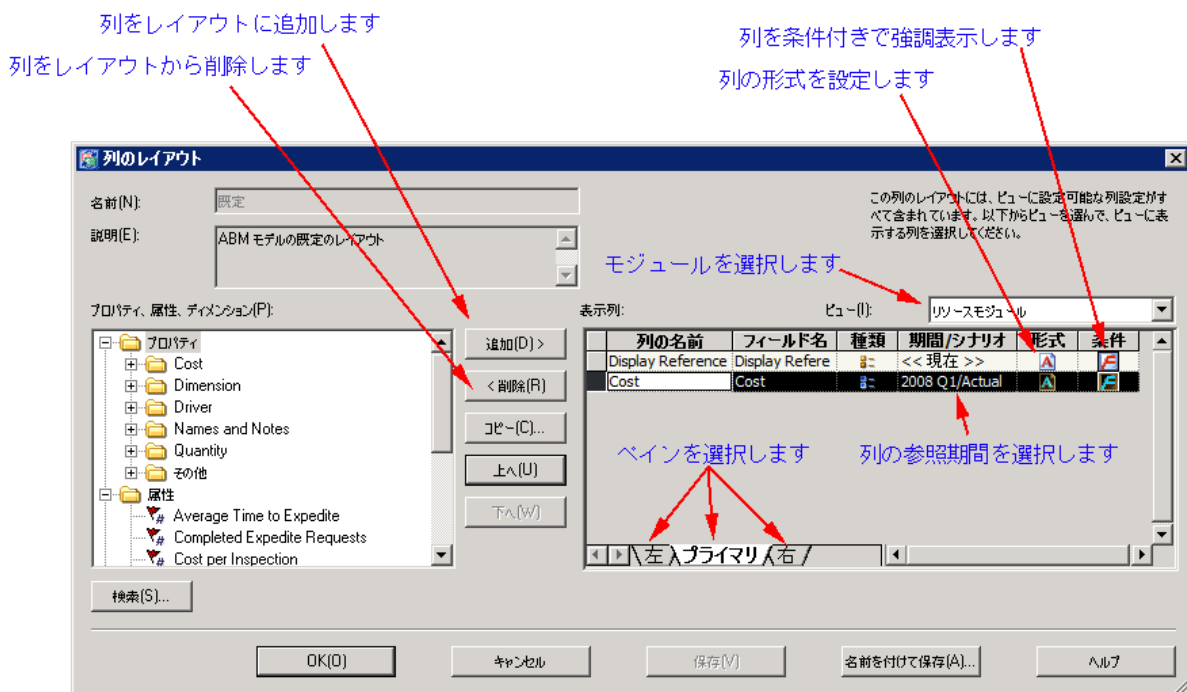 列をレイアウトに追加します
列をレイアウトから削除します
列を条件付きで強調表示します
列の形式を設定します
列のレイアウト
名前(N):
既定
説明(E):
ABM モデルの既定のレイアウト
この列のレイアウトには、ビューに設定可能な列設定がす
べて含まれています。以下からビューを選んで、ビューに表
示する列を選択してください。
モジュールを選択します
プロパティ、属性、ディメンション(P):
表示列:
ビュー(I):
リソースモジュール
プロパティ
Cost
Dimension
Driver
Names and Notes
Quantity
その他
属性
Average Time to Expedite
Completed Expedite Requests
Cost per Inspection
追加(D) >
< 削除(R)
コピー(C)...
上へ(U)
下へ(W)
列の名前 フィールド名 種類 期間/シナリオ 形式 条件
Display Reference Display Refere << 現在 >>
Cost Cost 2008 Q1/Actual
ペインを選択します
列の参照期間を選択します
左 プライマリ 右
検索(S)...
OK(O)
キャンセル
保存(V)
名前を付けて保存(A)...
ヘルプ